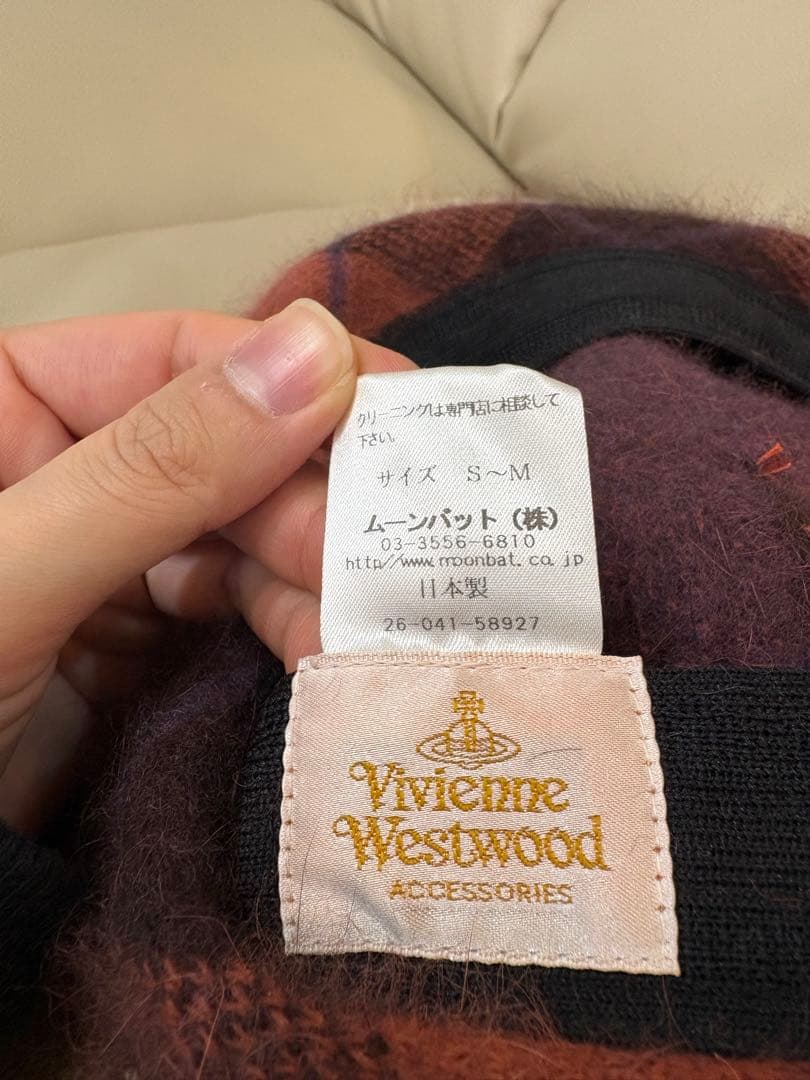 クリーニングは専門店に相談して
下さい。
サイズ S～M
ムーンバット（株）
03-3556-6810
http://www.moonbat.co.jp
日本製
26-041-58927
Vivienne
Westwood
ACCESSORIES